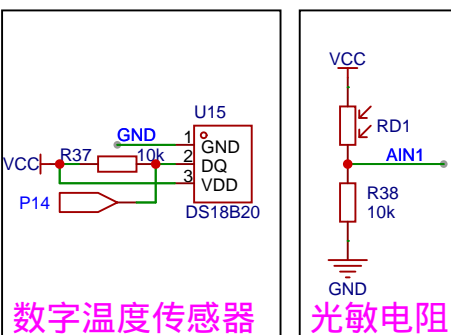 U15
GND
1
GND
VCC
R37
10k
2
DQ
3
VDD
P14
DS18B20
数字温度传感器
VCC
RD1
AIN1
R38
10k
GND
光敏电阻